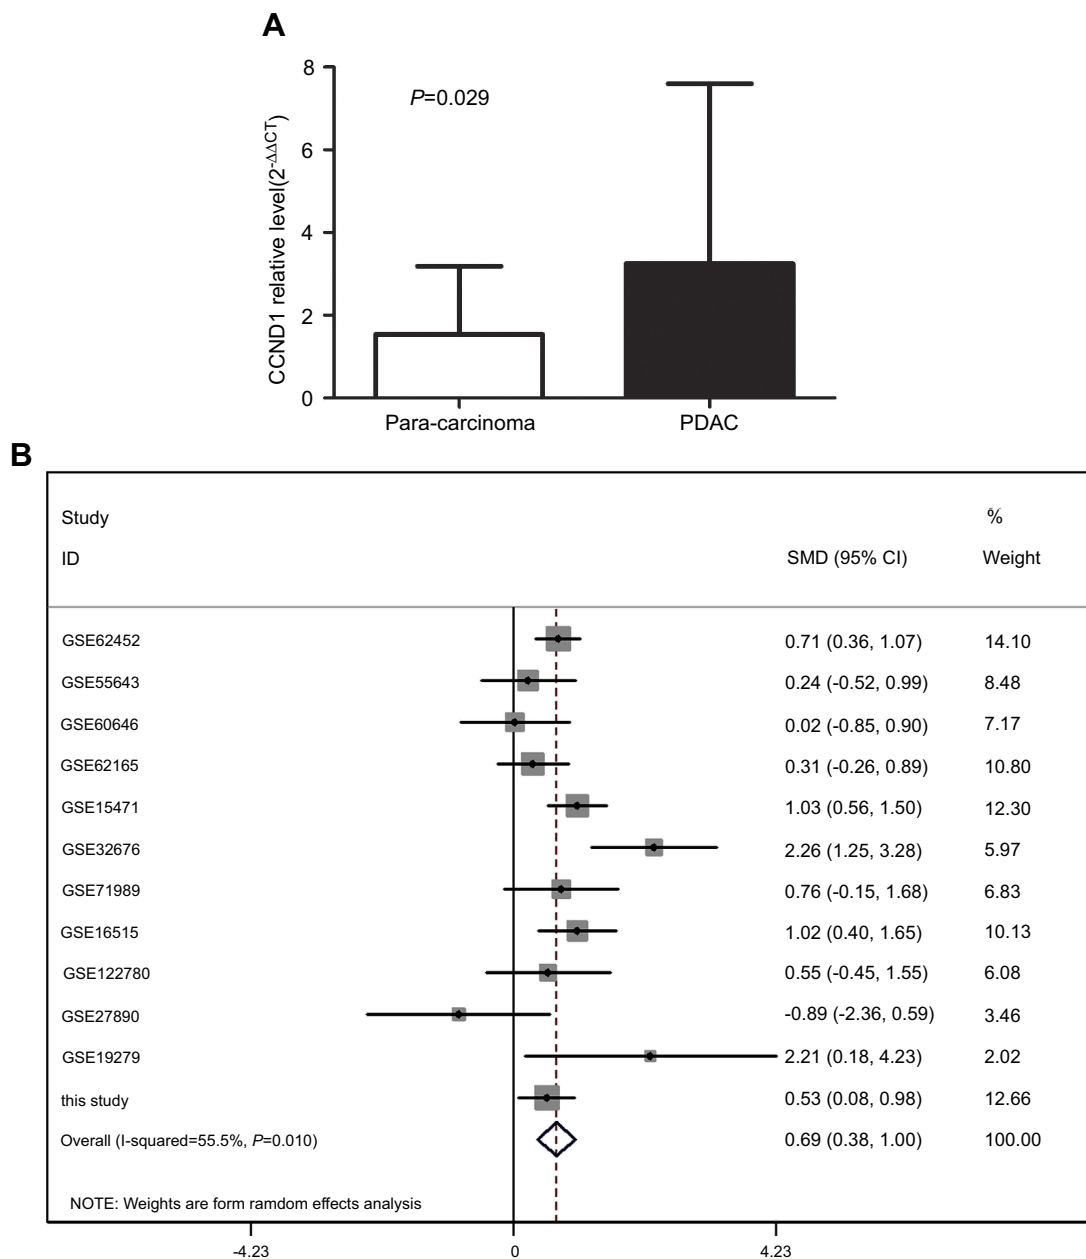 A
8
P=0.029
6
4
2
0
CCND1 relative level(2-ΔΔCT)
Para-carcinoma PDAC
B
Study %
ID SMD (95% CI) Weight
GSE62452 0.71 (0.36, 1.07) 14.10
GSE55643 0.24 (-0.52, 0.99) 8.48
GSE60646 0.02 (-0.85, 0.90) 7.17
GSE62165 0.31 (-0.26, 0.89) 10.80
GSE15471 1.03 (0.56, 1.50) 12.30
GSE32676 2.26 (1.25, 3.28) 5.97
GSE71989 0.76 (-0.15, 1.68) 6.83
GSE16515 1.02 (0.40, 1.65) 10.13
GSE122780 0.55 (-0.45, 1.55) 6.08
GSE27890 -0.89 (-2.36, 0.59) 3.46
GSE19279 2.21 (0.18, 4.23) 2.02
this study 0.53 (0.08, 0.98) 12.66
Overall (I-squared=55.5%, P=0.010) 0.69 (0.38, 1.00) 100.00
NOTE: Weights are form ramdom effects analysis
-4.23 0 4.23